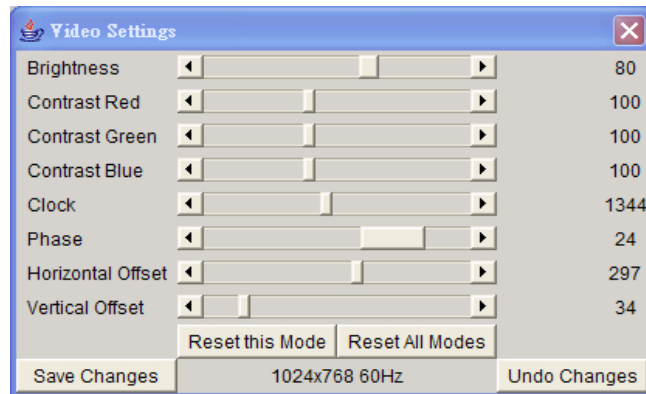 Video Settings
Brightness 80
Contrast Red 100
Contrast Green 100
Contrast Blue 100
Clock 1344
Phase 24
Horizontal Offset 297
Vertical Offset 34
Reset this Mode Reset All Modes
Save Changes 1024x768 60Hz Undo Changes